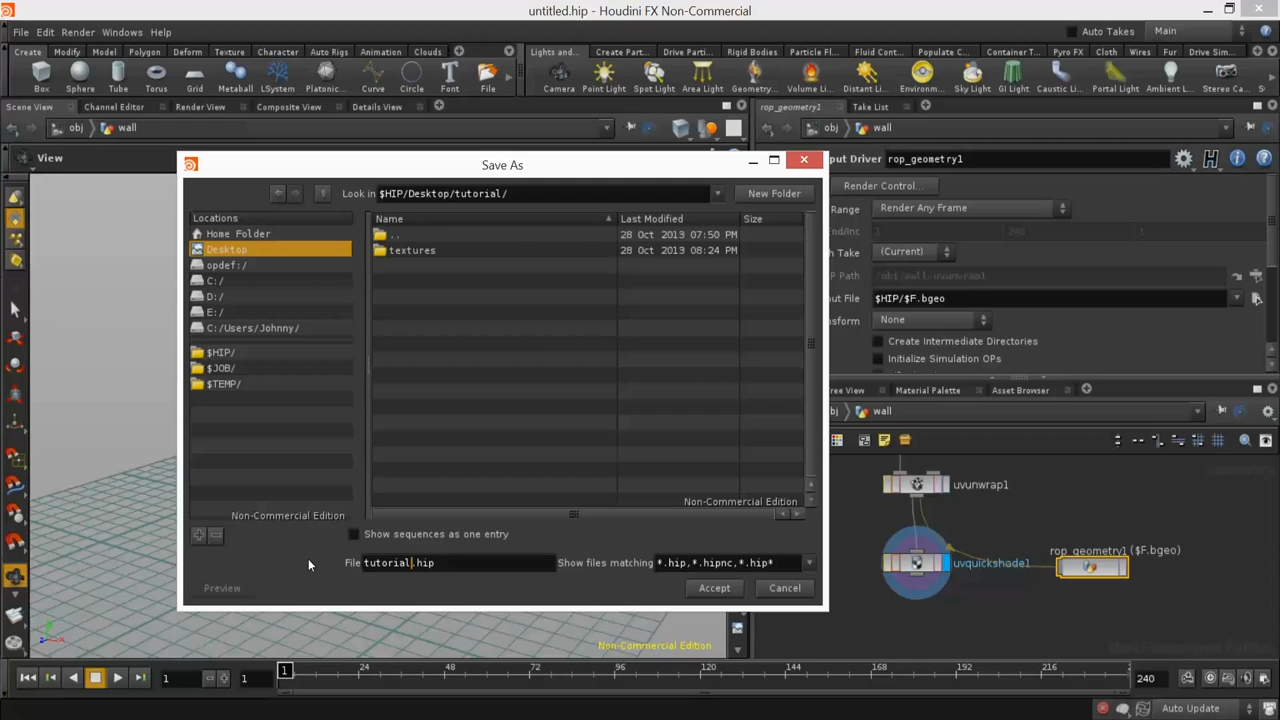 untitled.hip - Houdini FX Non-Commercial
File Edit Render Windows Help
Auto Takes Main
Create Modify Model Polygon Deform Texture Character Auto Rigs Animation Clouds
Lights and... Create Part... Drive Parti... Rigid Bodies Particle Fl... Fluid Cont... Populate C... Container T... Pyro FX Cloth Wires Fur Drive Sim...
Box Sphere Tube Torus Grid Metaball LSystem Platonic... Curve Circle Font File
Camera Point Light Spot Light Area Light Geometry... Volume Li... Distant Li... Environm... Sky Light GI Light Caustic Li... Portal Light Ambient L... Stereo Ca...
Scene View Channel Editor Render View Composite View Details View
rop_geometry1 Take List
obj wall
obj wall
View
Save As
Look in $HIP/Desktop/tutorial/
New Folder
Locations
Home Folder
Desktop
opdef:/
C:/
D:/
E:/
C:/Users/Johnny/
$HIP/
$JOB/
$TEMP/
Non-Commercial Edition
Name Last Modified Size
.. 28 Oct 2013 07:50 PM
textures 28 Oct 2013 08:24 PM
Non-Commercial Edition
Show sequences as one entry
File tutorial.hip
Show files matching *.hip,*.hipnc,*.hip*
Preview
Accept Cancel
nput Driver rop_geometry1
Render Control...
Range Render Any Frame
d/Inc 1 240 1
h Take (Current)
P Path /obj/wall/uvunwrap1
ut File $HIP/$F.bgeo
nsform None
Create Intermediate Directories
Initialize Simulation OPs
ree View Material Palette Asset Browser
bj wall
uvunwrap1
rop_geometry1 ($F.bgeo)
uvquickshade1
Non-Commercial Edition
1 1
1 24 48 72 96 120 144 168 192 216
240
Auto Update